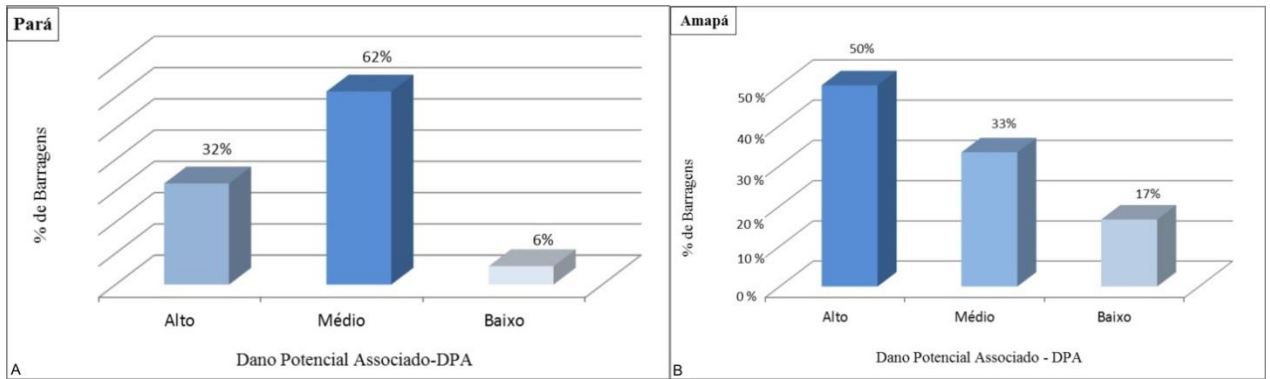 Pará
62%
32%
6%
% de Barragens
Alto Médio Baixo
Dano Potencial Associado-DPA
A
Amapá
50%
33%
17%
50 %
40 %
30 %
20 %
10 %
0 %
% de Barragens
Alto Médio Baixo
Dano Potencial Associado - DPA
B